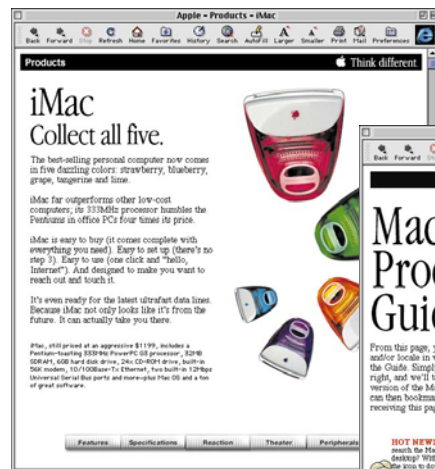 Apple - Products - iMac
Back Forward Stop Refresh Home Favorites History Search AutoFill Larger Smaller Print Mail Preferences
Products
Think different.
iMac
Collect all five.
The best-selling personal computer now comes
in five dazzling colors: strawberry, blueberry,
grape, tangerine and lime.
iMac far outperforms other low-cost
computers; its 333MHz processor humbles the
Pentiums in office PCs four times its price.
iMac is easy to buy (it comes complete with
everything you need). Easy to set up (there's no
step 3). Easy to use (one click and "hello,
Internet"). And designed to make you want to
reach out and touch it.
It's even ready for the latest ultrafast data lines.
Because iMac not only looks like it's from the
future. It can actually take you there.
iMac, still priced at an aggressive $1199, includes a
Pentium-toasting 333MHz PowerPC G3 processor, 32MB
SDRAM, 6GB hard disk drive, 24x CD-ROM drive, built-in
56K modem, 10/100Base-Tx Ethernet, two built-in 12Mbps
Universal Serial Bus ports and more-plus Mac OS and a ton
of great software.
Features Specifications Reaction Theater Peripherals
Back Forward
Mac
Pro
Gui
From this page, y
and/or locale in
the Guide. Simpl
right, and we'll t
version of the Ma
can then bookma
receiving this pa
HOT NEW
search the Ma
desktop? Wit
the icon to do